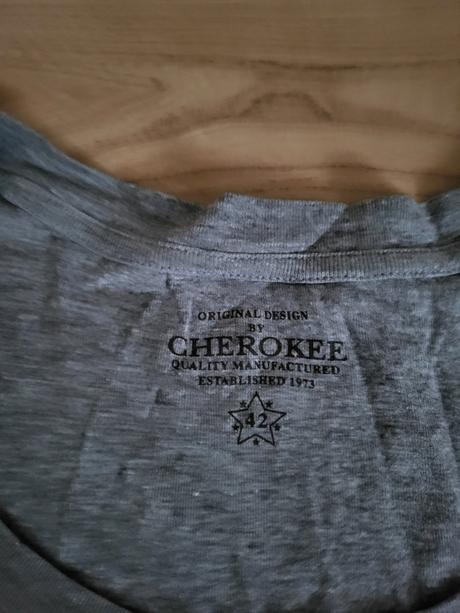 ORIGINAL DESIGN
BY
CHEROKEE
QUALITY MANUFACTURED
ESTABLISHED 1973
42